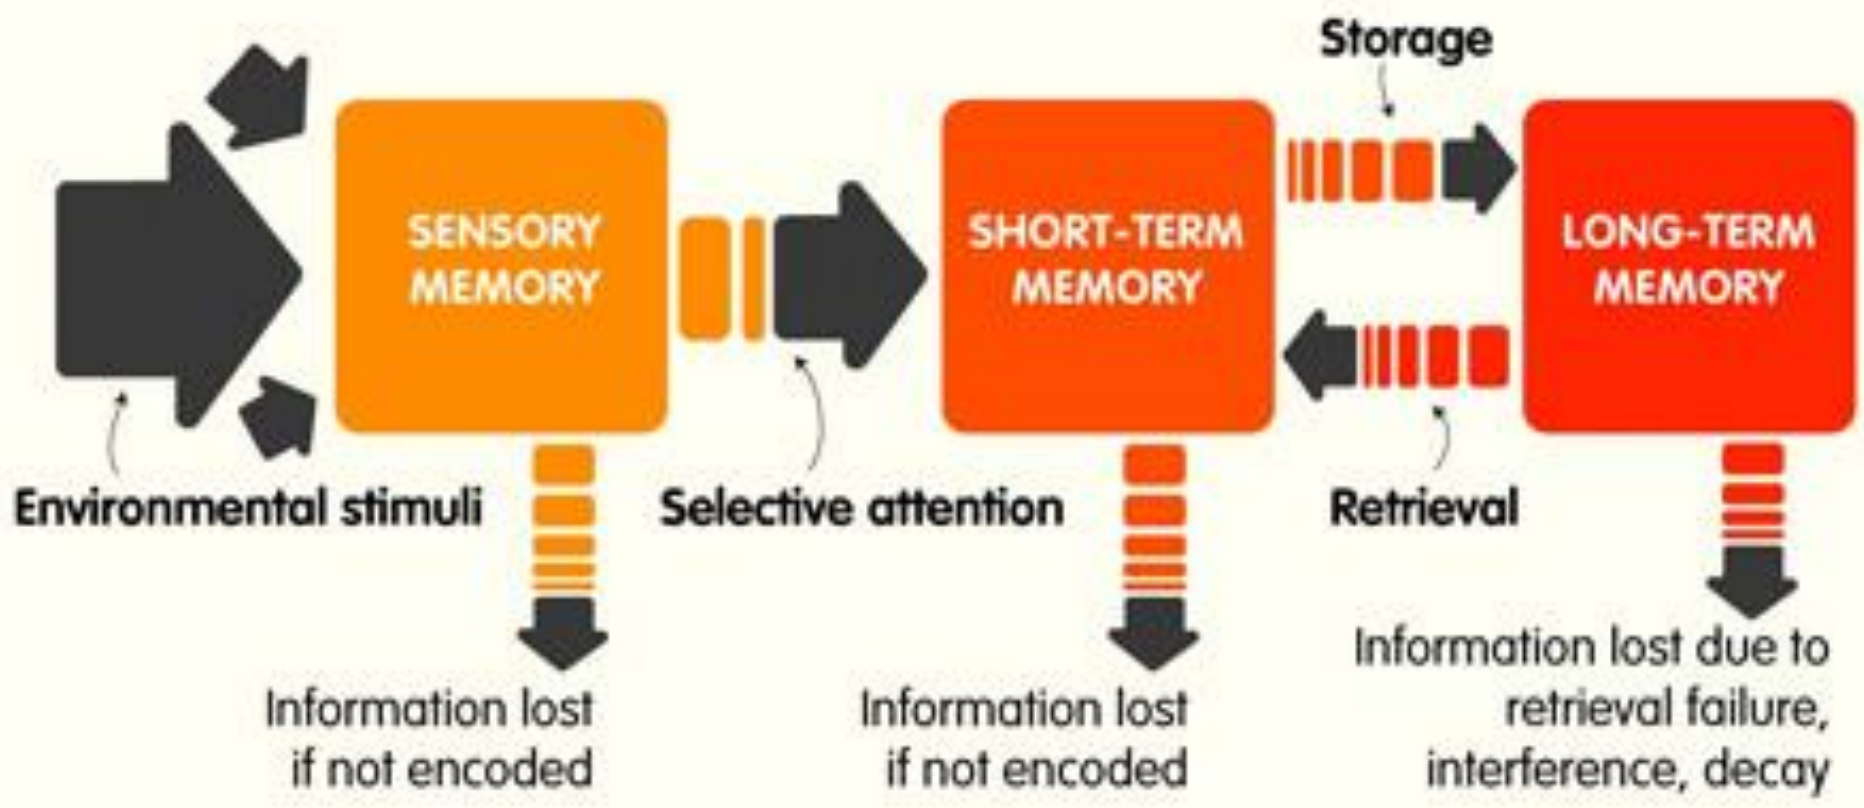 Storage
SENSORY
MEMORY
SHORT-TERM
MEMORY
LONG-TERM
MEMORY
Environmental stimuli
Selective attention
Retrieval
Information lost
if not encoded
Information lost
if not encoded
Information lost due to
retrieval failure,
interference, decay